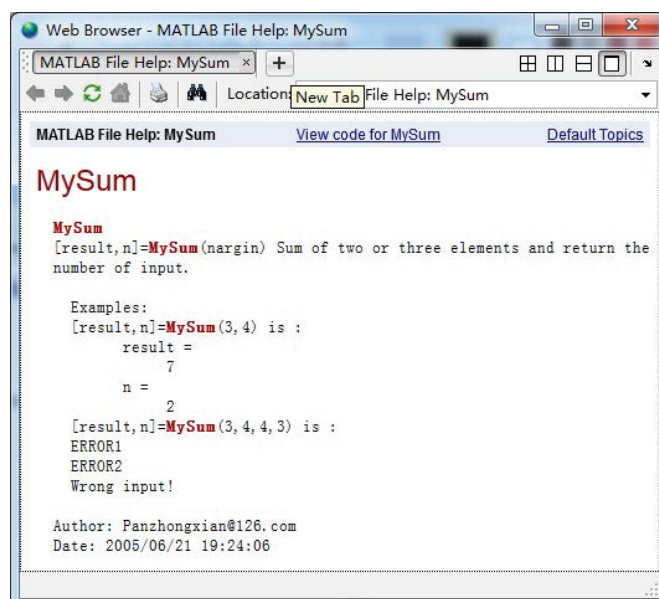 Web Browser - MATLAB File Help: MySum
MATLAB File Help: MySum
Location: New Tab File Help: MySum
MATLAB File Help: MySum View code for MySum Default Topics
MySum
MySum
[result,n]=MySum(nargin) Sum of two or three elements and return the
number of input.
Examples:
[result,n]=MySum(3,4) is :
result =
7
n =
2
[result,n]=MySum(3,4,4,3) is :
ERROR1
ERROR2
Wrong input!
Author: Panzhongxian@126.com
Date: 2005/06/21 19:24:06